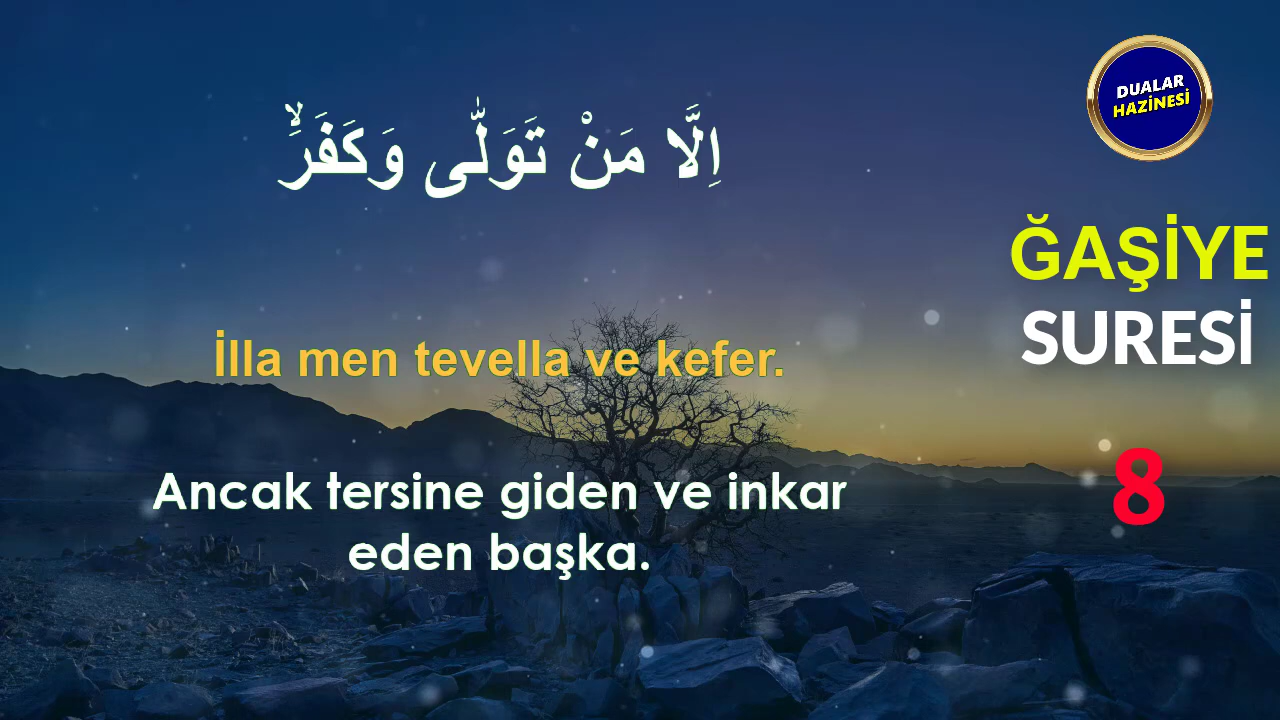 اِلَّا مَنْ تَوَلّٰى وَكَفَرَۙ
İlla men tevella ve kefer.
Ancak tersine giden ve inkar
eden başka.
DUALAR
HAZİNESİ
ĞAŞİYE
SURESİ
8